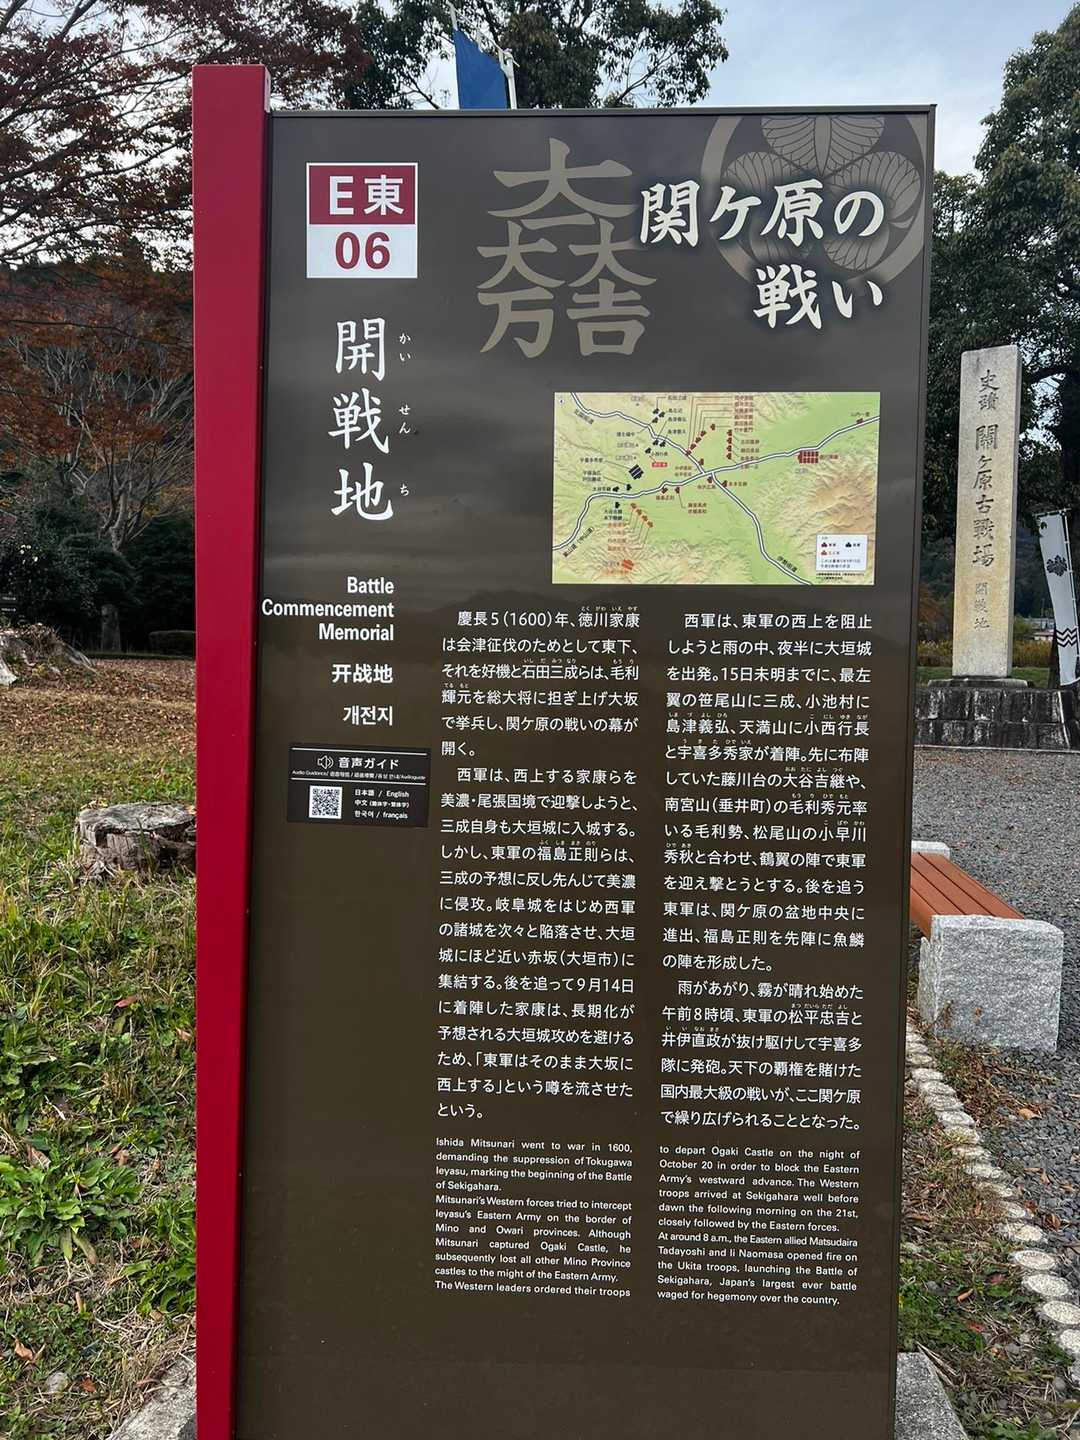 E東
06
大
一大大
万吉
関ケ原の
戦い
開戦地
かいせんち
Battle
Commencement
Memorial
开战地
개전지
音声ガイド
日本語 / English
中文 (簡体字・繁体字)
한국어 / français
慶長5(1600)年、徳川家康
は会津征伐のためとして東下、
それを好機と石田三成らは、毛利
輝元を総大将に担ぎ上げ大坂
で挙兵し、関ケ原の戦いの幕が
開く。
西軍は、西上する家康らを
美濃・尾張国境で迎撃しようと、
三成自身も大垣城に入城する。
しかし、東軍の福島正則らは、
三成の予想に反し先んじて美濃
に侵攻。岐阜城をはじめ西軍
の諸城を次々と陥落させ、大垣
城にほど近い赤坂(大垣市)に
集結する。後を追って9月14日
に着陣した家康は、長期化が
予想される大垣城攻めを避ける
ため、「東軍はそのまま大坂に
西上する」という噂を流させた
という。
西軍は、東軍の西上を阻止
しようと雨の中、夜半に大垣城
を出発。15日未明までに、最左
翼の笹尾山に三成、小池村に
島津義弘、天満山に小西行長
と宇喜多秀家が着陣。先に布陣
していた藤川台の大谷吉継や、
南宮山(垂井町)の毛利秀元率
いる毛利勢、松尾山の小早川
秀秋と合わせ、鶴翼の陣で東軍
を迎え撃とうとする。後を追う
東軍は、関ケ原の盆地中央に
進出、福島正則を先陣に魚鱗
の陣を形成した。
雨があがり、霧が晴れ始めた
午前8時頃、東軍の松平忠吉と
井伊直政が抜け駆けして宇喜多
隊に発砲。天下の覇権を賭けた
国内最大級の戦いが、ここ関ケ原
で繰り広げられることとなった。
Ishida Mitsunari went to war in 1600,
demanding the suppression of Tokugawa
Ieyasu, marking the beginning of the Battle
of Sekigahara.
Mitsunari's Western forces tried to intercept
Ieyasu's Eastern Army on the border of
Mino and Owari provinces. Although
Mitsunari captured Ogaki Castle, he
subsequently lost all other Mino Province
castles to the might of the Eastern Army.
The Western leaders ordered their troops
to depart Ogaki Castle on the night of
October 20 in order to block the Eastern
Army's westward advance. The Western
troops arrived at Sekigahara well before
dawn the following morning on the 21st,
closely followed by the Eastern forces.
At around 8 a.m., the Eastern allied Matsudaira
Tadayoshi and Ii Naomasa opened fire on
the Ukita troops, launching the Battle of
Sekigahara, Japan's largest ever battle
waged for hegemony over the country.
史蹟 關ヶ原古戰場 開戦地